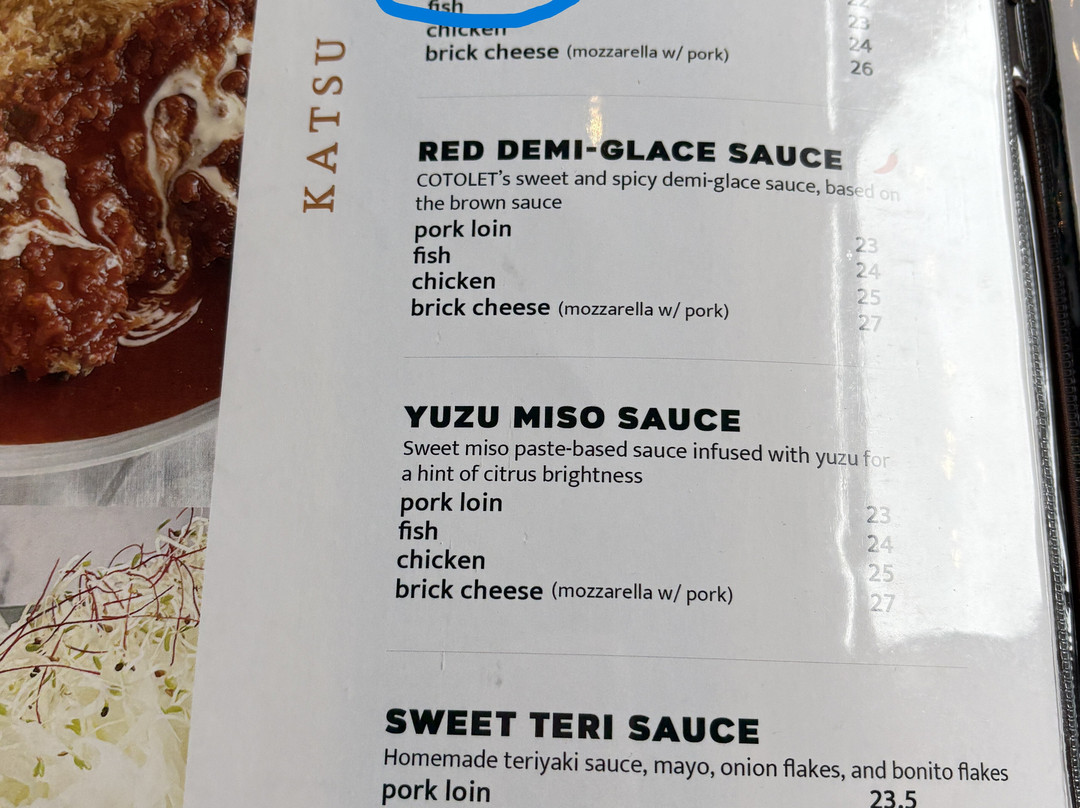 22
fish 23
chicken 24
brick cheese (mozzarella w/ pork) 26
KATSU
RED DEMI-GLACE SAUCE
COTOLET's sweet and spicy demi-glace sauce, based on
the brown sauce
pork loin 23
fish 24
chicken 25
brick cheese (mozzarella w/ pork) 27
YUZU MISO SAUCE
Sweet miso paste-based sauce infused with yuzu for
a hint of citrus brightness
pork loin 23
fish 24
chicken 25
brick cheese (mozzarella w/ pork) 27
SWEET TERI SAUCE
Homemade teriyaki sauce, mayo, onion flakes, and bonito flakes
pork loin 23.5